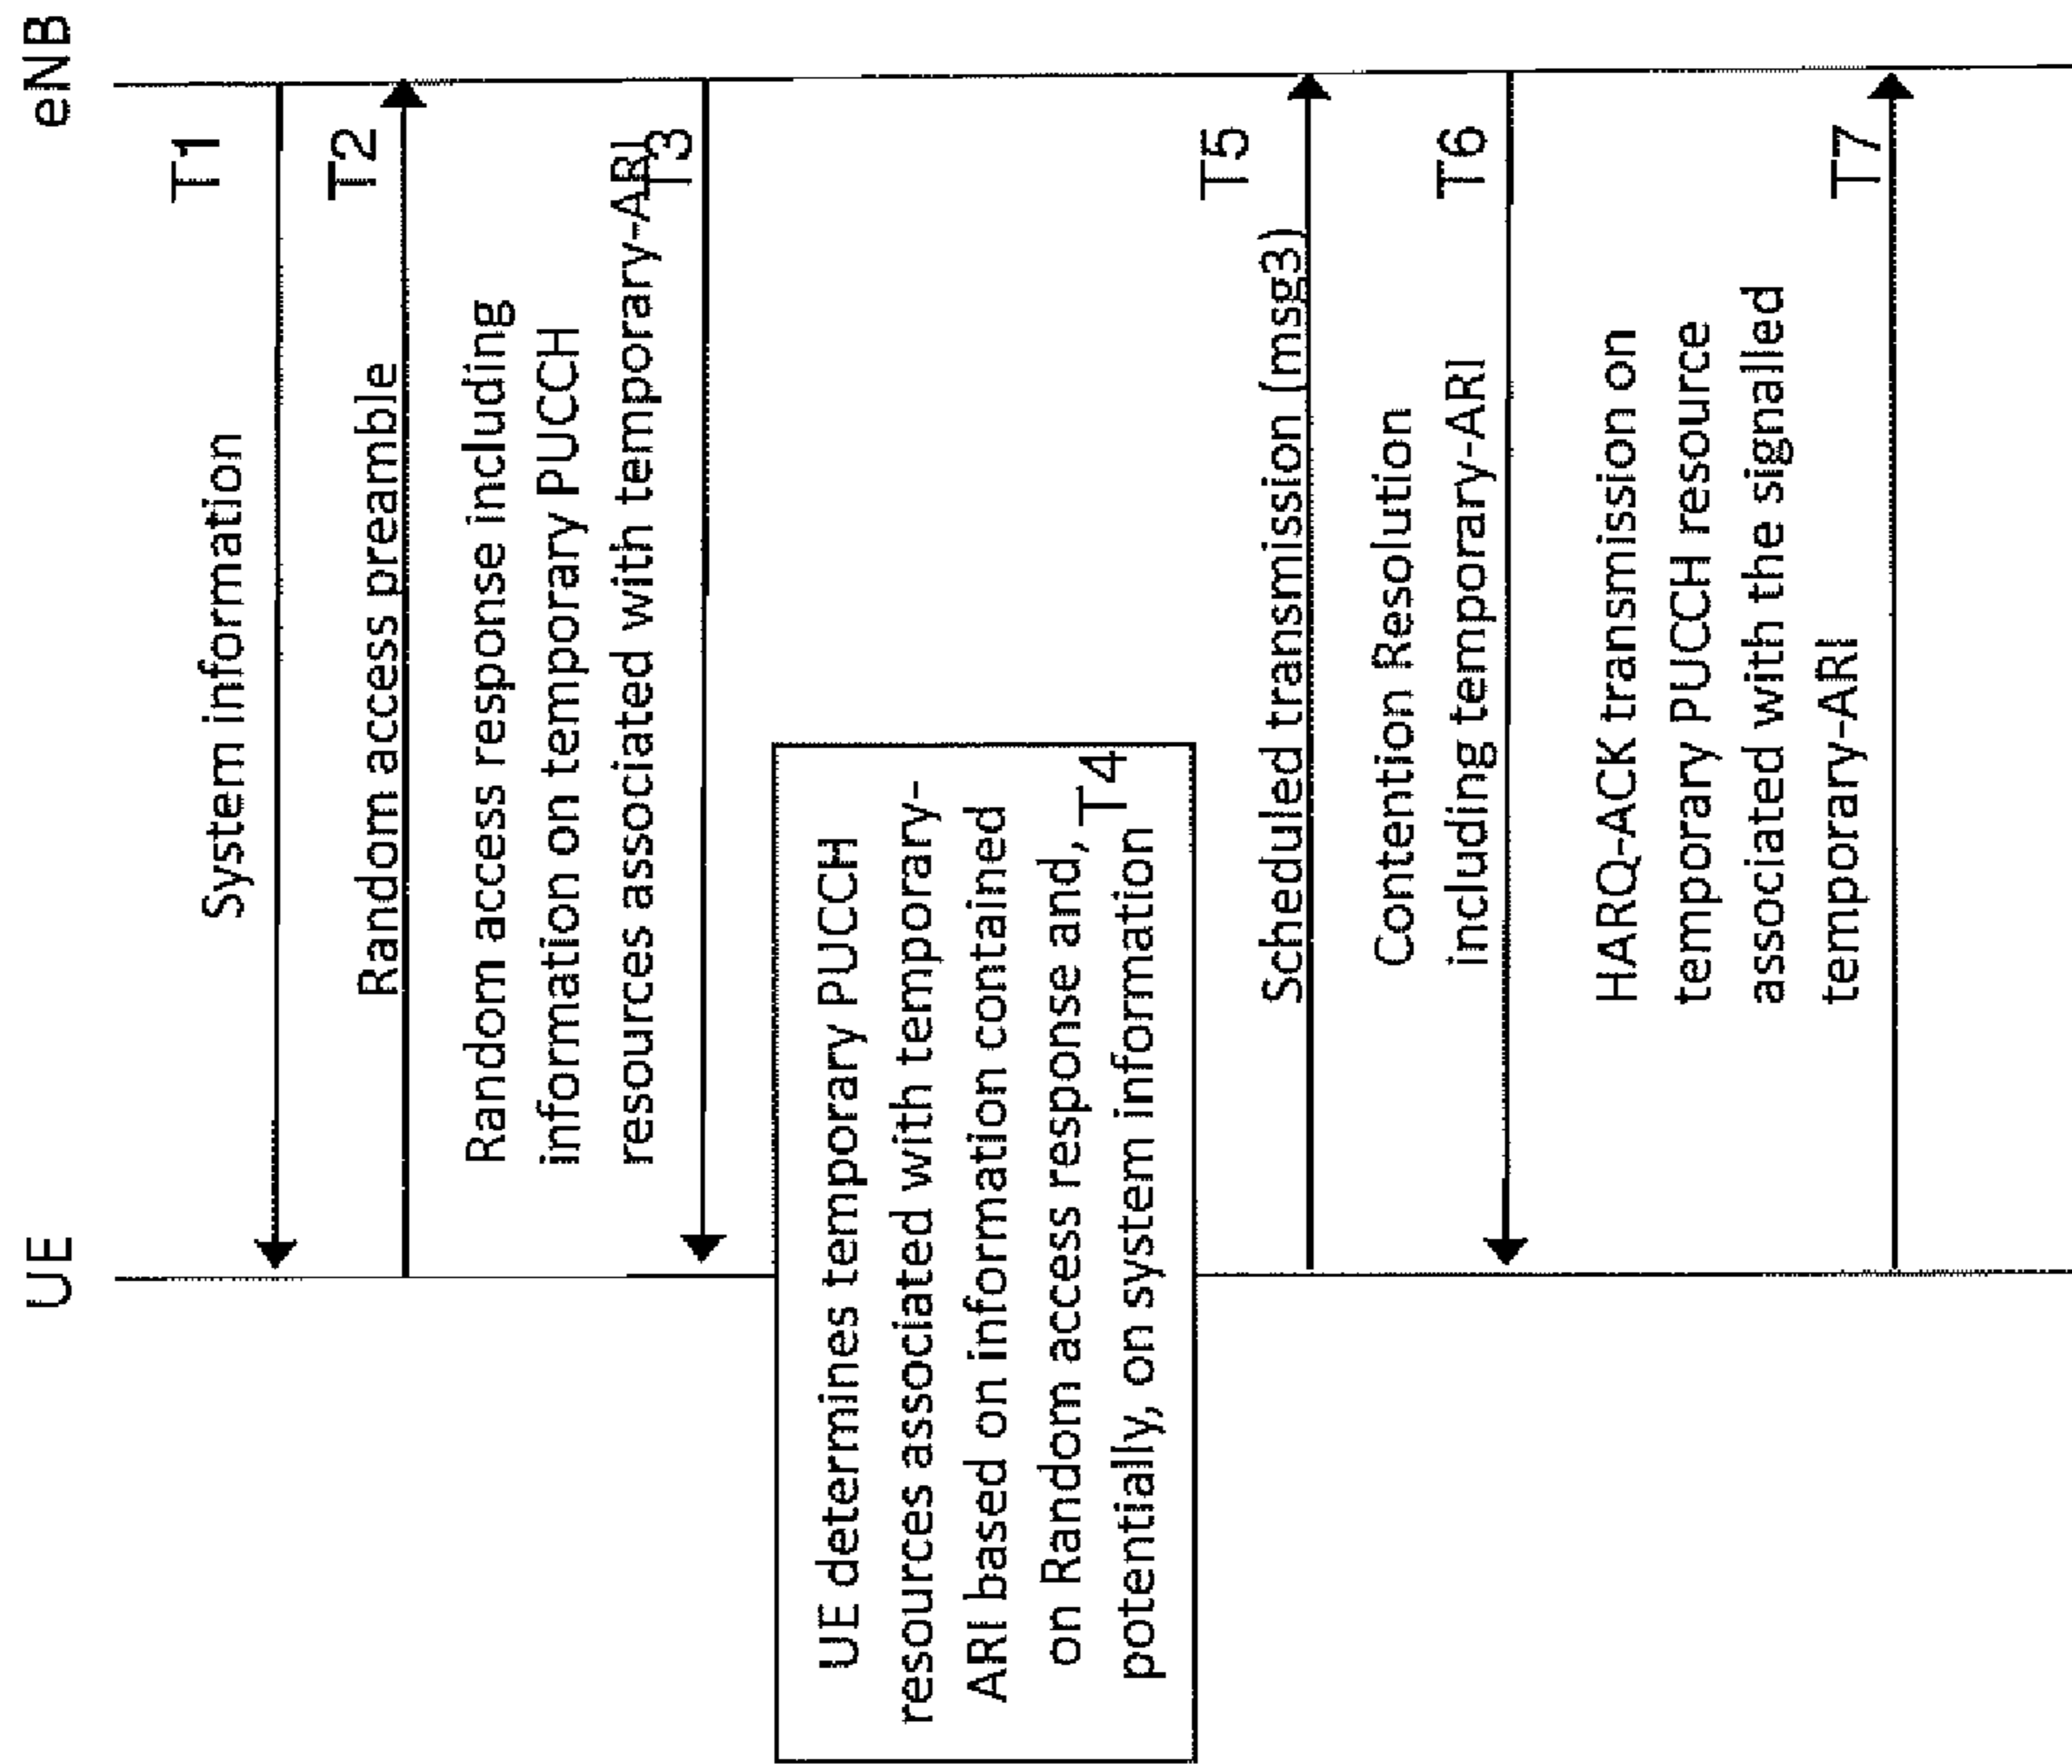 UE
eNB
T1
System information
T2
Random access preamble
Random access response including
information on temporary PUCCH
resources associated with temporary-ARI
T3
UE determines temporary PUCCH
resources associated with temporary-
ARI based on information contained
on Random access response and,
potentially, on system information
T4
T5
Scheduled transmission (msg3)
T6
Contention Resolution
including temporary-ARI
T7
HARQ-ACK transmission on
temporary PUCCH resource
associated with the signalled
temporary-ARI